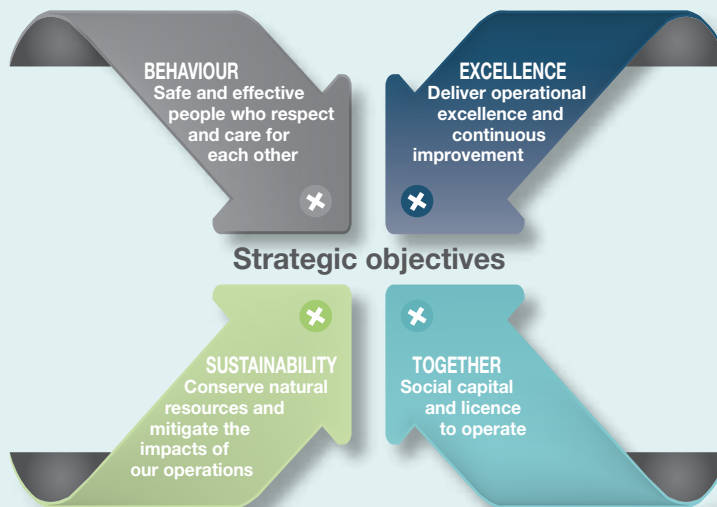 BEHAVIOUR
Safe and effective
people who respect
and care for
each other
EXCELLENCE
Deliver operational
excellence and
continuous
improvement
Strategic objectives
SUSTAINABILITY
Conserve natural
resources and
mitigate the
impacts of
our operations
TOGETHER
Social capital
and licence
to operate